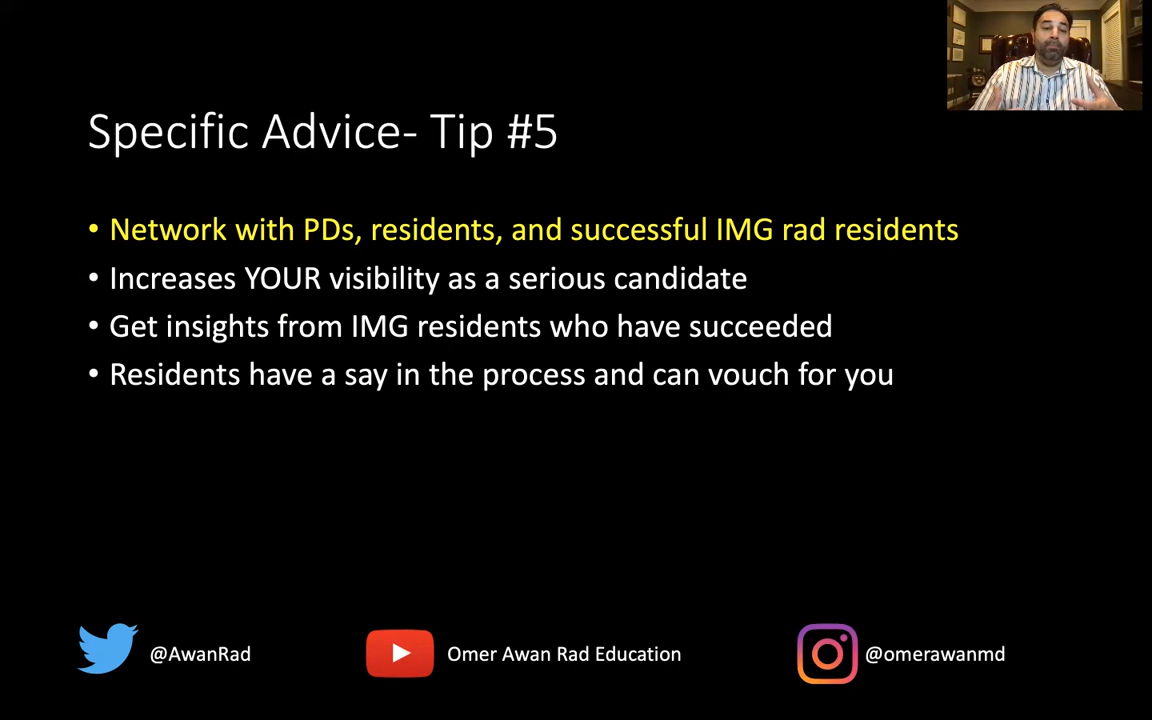 Specific Advice- Tip #5
• Network with PDs, residents, and successful IMG rad residents
• Increases YOUR visibility as a serious candidate
• Get insights from IMG residents who have succeeded
• Residents have a say in the process and can vouch for you
@AwanRad
Omer Awan Rad Education
@omerawanmd